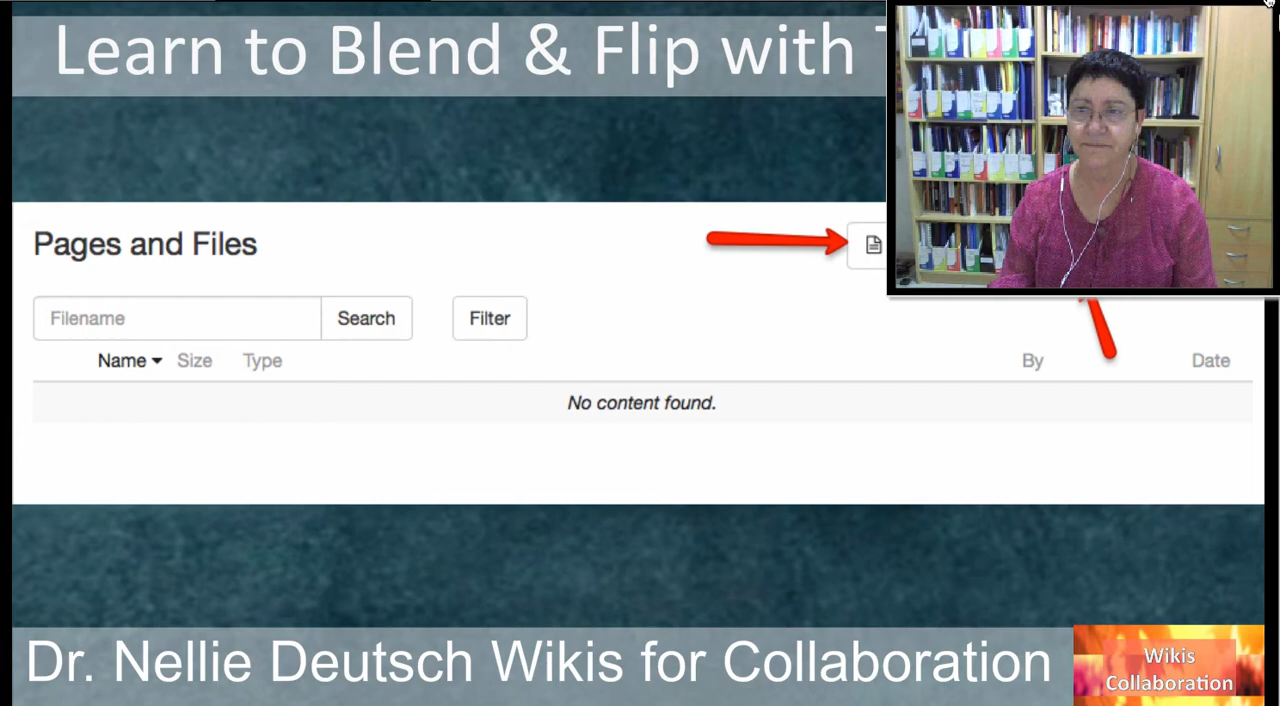 Learn to Blend & Flip with
Pages and Files
Filename Search Filter
Name Size Type By Date
No content found.
Dr. Nellie Deutsch Wikis for Collaboration
Wikis
Collaboration